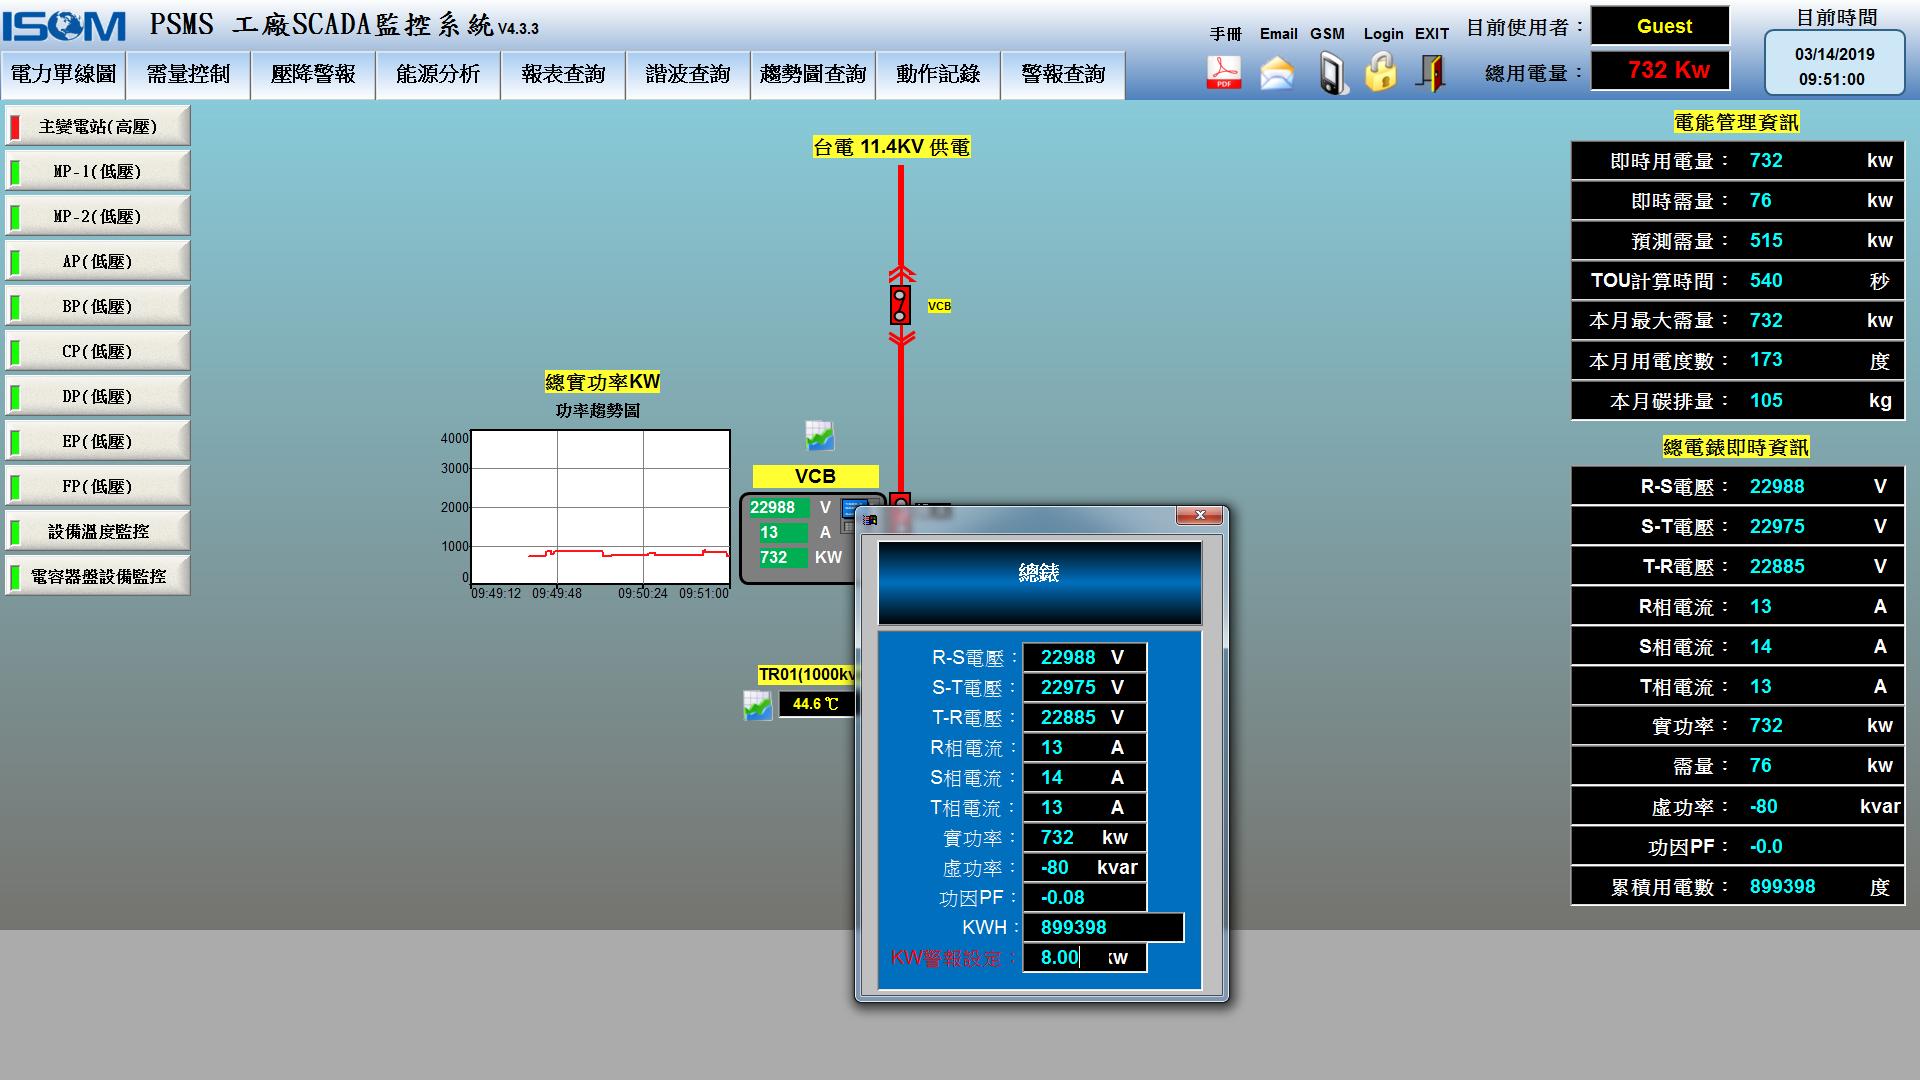 ISOM PSMS 工廠SCADA監控系統 V4.3.3
手冊 Email GSM Login EXIT
目前使用者： Guest
總用電量： 732 Kw
目前時間
03/14/2019
09:51:00
電力單線圖 需量控制 壓降警報 能源分析 報表查詢 諧波查詢 趨勢圖查詢 動作記錄 警報查詢
PDF
主變電站(高壓)
MP-1(低壓)
MP-2(低壓)
AP(低壓)
BP(低壓)
CP(低壓)
DP(低壓)
EP(低壓)
FP(低壓)
設備溫度監控
電容器盤設備監控
台電 11.4KV 供電
VCB
總實功率KW
功率趨勢圖
4000
3000
2000
1000
0
09:49:12 09:49:48 09:50:24 09:51:00
VCB
22988 V
13 A
732 KW
TR01(1000kv
44.6 ℃
總錶
R-S電壓： 22988 V
S-T電壓： 22975 V
T-R電壓： 22885 V
R相電流： 13 A
S相電流： 14 A
T相電流： 13 A
實功率： 732 kw
虛功率： -80 kvar
功因PF： -0.08
KWH： 899398
KW警報設定： 8.00 kw
電能管理資訊
即時用電量： 732 kw
即時需量： 76 kw
預測需量： 515 kw
TOU計算時間： 540 秒
本月最大需量： 732 kw
本月用電度數： 173 度
本月碳排量： 105 kg
總電錶即時資訊
R-S電壓： 22988 V
S-T電壓： 22975 V
T-R電壓： 22885 V
R相電流： 13 A
S相電流： 14 A
T相電流： 13 A
實功率： 732 kw
需量： 76 kw
虛功率： -80 kvar
功因PF： -0.0
累積用電數： 899398 度